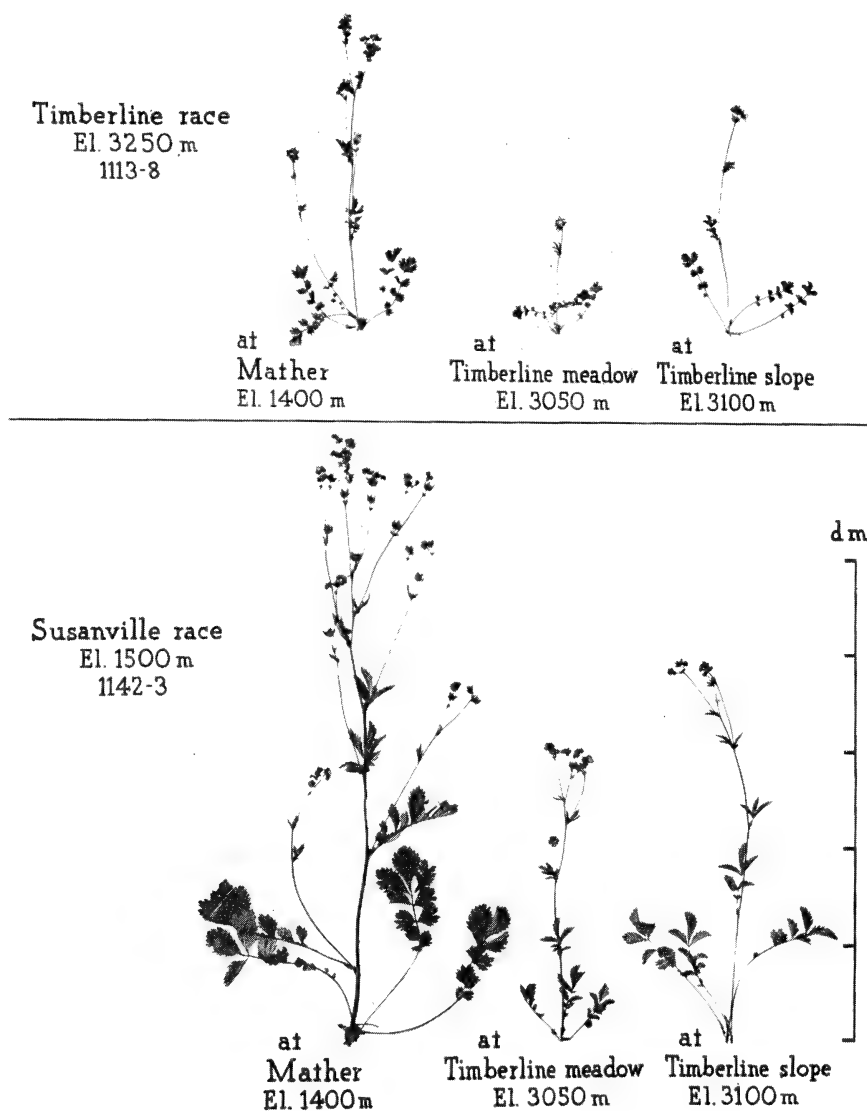 Timberline race
El. 3250 m
1113-8
at
Mather
El. 1400 m
at
Timberline meadow
El. 3050 m
at
Timberline slope
El. 3100 m
dm
Susanville race
El. 1500 m
1142-3
at
Mather
El. 1400 m
at
Timberline meadow
El. 3050 m
at
Timberline slope
El. 3100 m